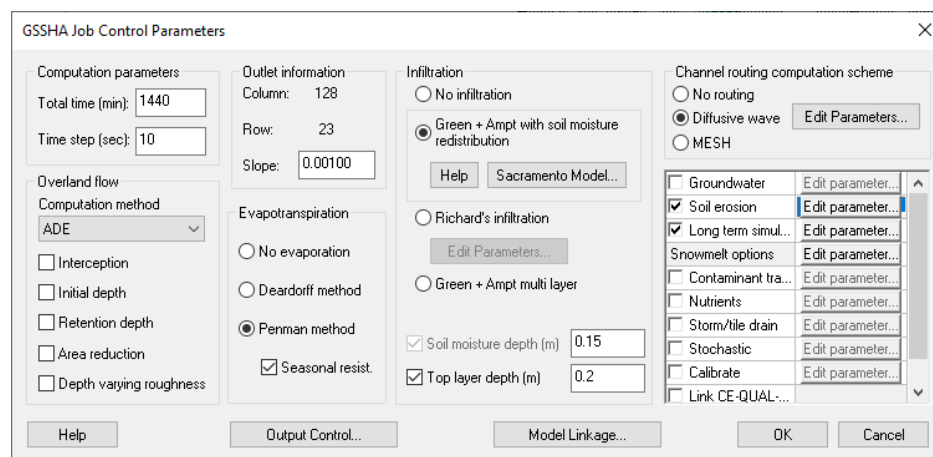 GSSHA Job Control Parameters
Computation parameters
Total time (min): 1440
Time step (sec): 10
Outlet information
Column: 128
Row: 23
Slope: 0.00100
Infiltration
No infiltration
Green + Ampt with soil moisture
redistribution
Help Sacramento Model...
Richard's infiltration
Edit Parameters...
Green + Ampt multi layer
Soil moisture depth (m) 0.15
Top layer depth (m) 0.2
Channel routing computation scheme
No routing
Diffusive wave Edit Parameters...
MESH
Overland flow
Computation method
ADE
Interception
Initial depth
Retention depth
Area reduction
Depth varying roughness
Evapotranspiration
No evaporation
Deardorff method
Penman method
Seasonal resist.
Groundwater Edit parameter...
Soil erosion Edit parameter...
Long term simul... Edit parameter...
Snowmelt options Edit parameter...
Contaminant tra... Edit parameter...
Nutrients Edit parameter...
Storm/tile drain Edit parameter...
Stochastic Edit parameter...
Calibrate Edit parameter...
Link CE-QUAL-...
Help Output Control... Model Linkage... OK Cancel